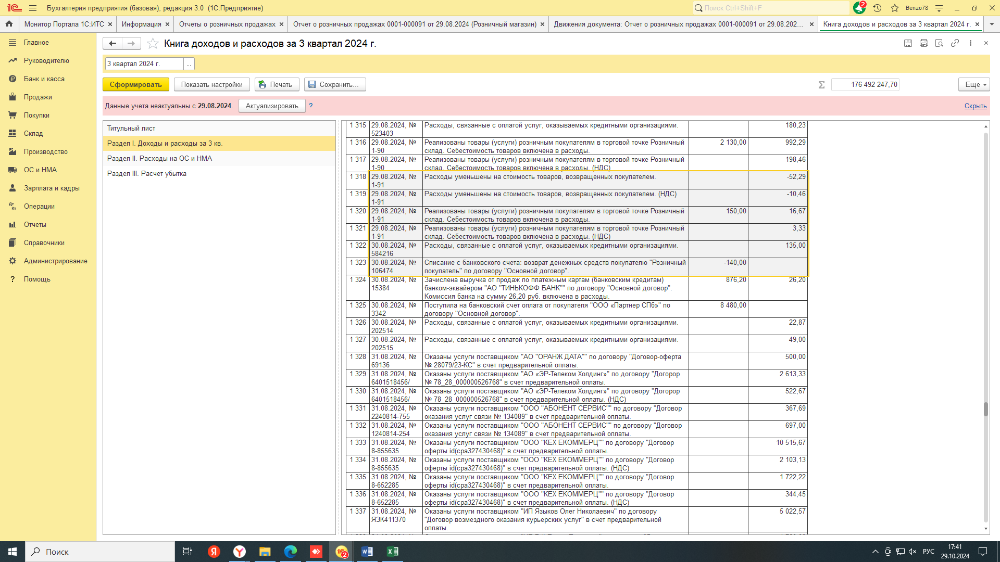 Бухгалтерия предприятия (базовая), редакция 3.0 (1С:Предприятие)
Поиск Ctrl+Shift+F
2
Benzo78
Монитор Портала 1С:ИТС
Информация
Отчеты о розничных продажах
Отчет о розничных продажах 0001-000091 от 29.08.2024 (Розничный магазин)
Движения документа: Отчет о розничных продажах 0001-000091 от 29.08.202...
Книга доходов и расходов за 3 квартал 2024 г.
Главное
Руководителю
Банк и касса
Продажи
Покупки
Склад
Производство
ОС и НМА
Зарплата и кадры
Операции
Отчеты
Справочники
Администрирование
Помощь
Книга доходов и расходов за 3 квартал 2024 г.
3 квартал 2024 г.
...
Сформировать
Показать настройки
Печать
Сохранить...
Σ
176 492 247,70
Еще
Данные учета неактуальны с 29.08.2024.
Актуализировать
?
Скрыть
Титульный лист
Раздел I. Доходы и расходы за 3 кв.
Раздел II. Расходы на ОС и НМА
Раздел III. Расчет убытка
1 315 29.08.2024, № Расходы, связанные с оплатой услуг, оказываемых кредитными организациями. 180,23
523403
1 316 29.08.2024, № Реализованы товары (услуги) розничным покупателям в торговой точке Розничный 2 130,00 992,29
1-90 склад. Себестоимость товаров включена в расходы.
1 317 29.08.2024, № Реализованы товары (услуги) розничным покупателям в торговой точке Розничный 198,46
1-90 склад. Себестоимость товаров включена в расходы. (НДС)
1 318 29.08.2024, № Расходы уменьшены на стоимость товаров, возвращенных покупателем. -52,29
1-91
1 319 29.08.2024, № Расходы уменьшены на стоимость товаров, возвращенных покупателем. (НДС) -10,46
1-91
1 320 29.08.2024, № Реализованы товары (услуги) розничным покупателям в торговой точке Розничный 150,00 16,67
1-91 склад. Себестоимость товаров включена в расходы.
1 321 29.08.2024, № Реализованы товары (услуги) розничным покупателям в торговой точке Розничный 3,33
1-91 склад. Себестоимость товаров включена в расходы. (НДС)
1 322 30.08.2024, № Расходы, связанные с оплатой услуг, оказываемых кредитными организациями. 135,00
584216
1 323 30.08.2024, № Списание с банковского счета: возврат денежных средств покупателю "Розничный -140,00
106474 покупатель" по договору "Основной договор".
1 324 30.08.2024, № Зачислена выручка от продаж по платежным картам (банковским кредитам) 876,20 26,20
15384 банком-эквайером "АО "ТИНЬКОФФ БАНК"" по договору "Основной договор".
Комиссия банка на сумму 26,20 руб. включена в расходы.
1 325 30.08.2024, № Поступила на банковский счет оплата от покупателя "ООО «Партнер СПб»" по 8 480,00
3342 договору "Основной договор".
1 326 30.08.2024, № Расходы, связанные с оплатой услуг, оказываемых кредитными организациями. 22,87
202514
1 327 30.08.2024, № Расходы, связанные с оплатой услуг, оказываемых кредитными организациями. 49,00
202515
1 328 31.08.2024, № Оказаны услуги поставщиком "АО "ОРАНЖ ДАТА"" по договору "Договор-оферта 500,00
69136 № 28079/23-КС" в счет предварительной оплаты.
1 329 31.08.2024, № Оказаны услуги поставщиком "АО «ЭР-Телеком Холдинг»" по договору "Догорор 2 613,33
6401518456/ № 78_28_000000526768" в счет предварительной оплаты.
1 330 31.08.2024, № Оказаны услуги поставщиком "АО «ЭР-Телеком Холдинг»" по договору "Догорор 522,67
6401518456/ № 78_28_000000526768" в счет предварительной оплаты. (НДС)
1 331 31.08.2024, № Оказаны услуги поставщиком "ООО "АБОНЕНТ СЕРВИС"" по договору "Договор 367,69
2240814-755 оказания услуг связи № 134089" в счет предварительной оплаты.
1 332 31.08.2024, № Оказаны услуги поставщиком "ООО "АБОНЕНТ СЕРВИС"" по договору "Договор 697,00
1240814-254 оказания услуг связи № 134089" в счет предварительной оплаты.
1 333 31.08.2024, № Оказаны услуги поставщиком "ООО "КЕХ ЕКОММЕРЦ"" по договору "Договор 10 515,67
8-855635 оферты id(сра327430468)" в счет предварительной оплаты.
1 334 31.08.2024, № Оказаны услуги поставщиком "ООО "КЕХ ЕКОММЕРЦ"" по договору "Договор 2 103,13
8-855635 оферты id(сра327430468)" в счет предварительной оплаты. (НДС)
1 335 31.08.2024, № Оказаны услуги поставщиком "ООО "КЕХ ЕКОММЕРЦ"" по договору "Договор 1 722,22
8-652285 оферты id(сра327430468)" в счет предварительной оплаты.
1 336 31.08.2024, № Оказаны услуги поставщиком "ООО "КЕХ ЕКОММЕРЦ"" по договору "Договор 344,45
8-652285 оферты id(сра327430468)" в счет предварительной оплаты. (НДС)
1 337 31.08.2024, № Оказаны услуги поставщиком "ИП Языков Олег Николаевич" по договору 5 022,57
ЯЗК411370 "Договор возмездного оказания курьерских услуг" в счет предварительной
оплаты.
Поиск
РУС
17:41
29.10.2024